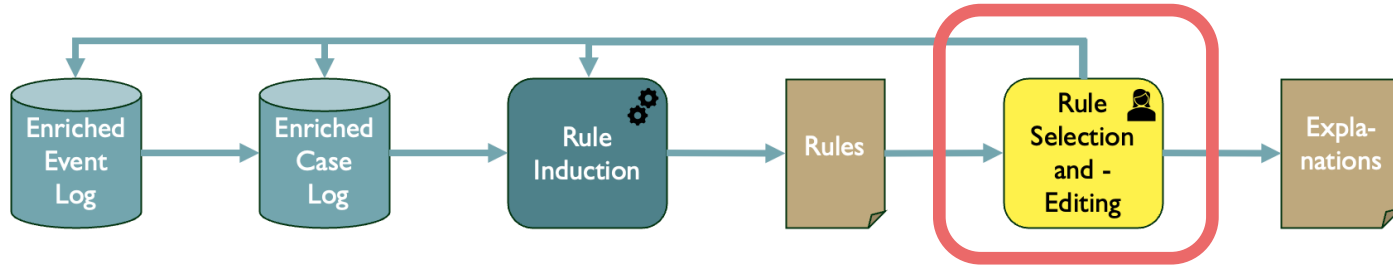 Enriched
Event
Log
Enriched
Case
Log
Rule
Induction
Rules
Rule
Selection
and -
Editing
Expla-
nations